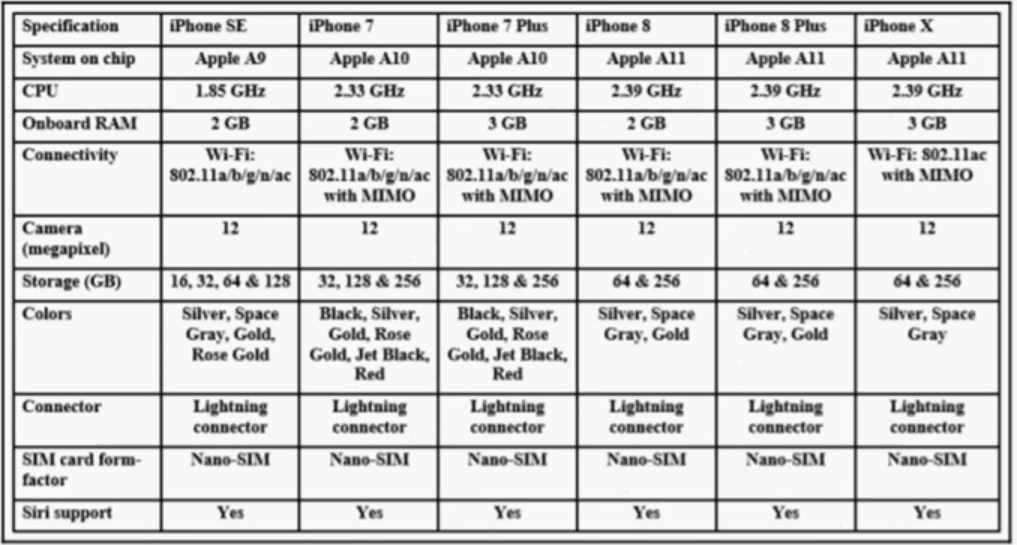 Specification iPhone SE iPhone 7 iPhone 7 Plus iPhone 8 iPhone 8 Plus iPhone X
System on chip Apple A9 Apple A10 Apple A10 Apple A11 Apple A11 Apple A11
CPU 1.85 GHz 2.33 GHz 2.33 GHz 2.39 GHz 2.39 GHz 2.39 GHz
Onboard RAM 2 GB 2 GB 3 GB 2 GB 3 GB 3 GB
Connectivity Wi-Fi: Wi-Fi: Wi-Fi: Wi-Fi: Wi-Fi: Wi-Fi: 802.11ac
802.11a/b/g/n/ac 802.11a/b/g/n/ac 802.11a/b/g/n/ac 802.11a/b/g/n/ac 802.11a/b/g/n/ac with MIMO
with MIMO with MIMO with MIMO with MIMO
Camera 12 12 12 12 12 12
(megapixel)
Storage (GB) 16, 32, 64 & 128 32, 128 & 256 32, 128 & 256 64 & 256 64 & 256 64 & 256
Colors Silver, Space Black, Silver, Black, Silver, Silver, Space Silver, Space Silver, Space
Gray, Gold, Gold, Rose Gold, Rose Gray, Gold Gray, Gold Gray
Rose Gold Gold, Jet Black, Gold, Jet Black,
Red Red
Connector Lightning Lightning Lightning Lightning Lightning Lightning
connector connector connector connector connector connector
SIM card form- Nano-SIM Nano-SIM Nano-SIM Nano-SIM Nano-SIM Nano-SIM
factor
Siri support Yes Yes Yes Yes Yes Yes